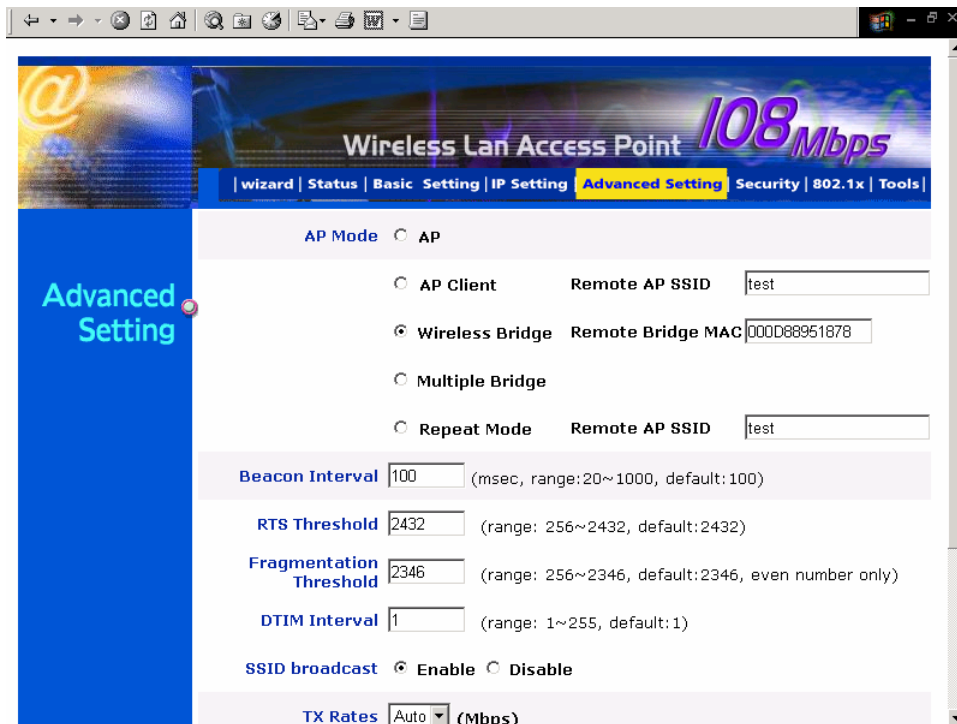 @
Wireless Lan Access Point 108Mbps
|wizard | Status | Basic Setting | IP Setting | Advanced Setting | Security | 802.1x | Tools|
Advanced Setting
AP Mode AP
AP Client Remote AP SSID test
Wireless Bridge Remote Bridge MAC 000D88951878
Multiple Bridge
Repeat Mode Remote AP SSID test
Beacon Interval 100 (msec, range:20~1000, default:100)
RTS Threshold 2432 (range: 256~2432, default:2432)
Fragmentation Threshold 2346 (range: 256~2346, default:2346, even number only)
DTIM Interval 1 (range: 1~255, default:1)
SSID broadcast Enable Disable
TX Rates Auto (Mbps)